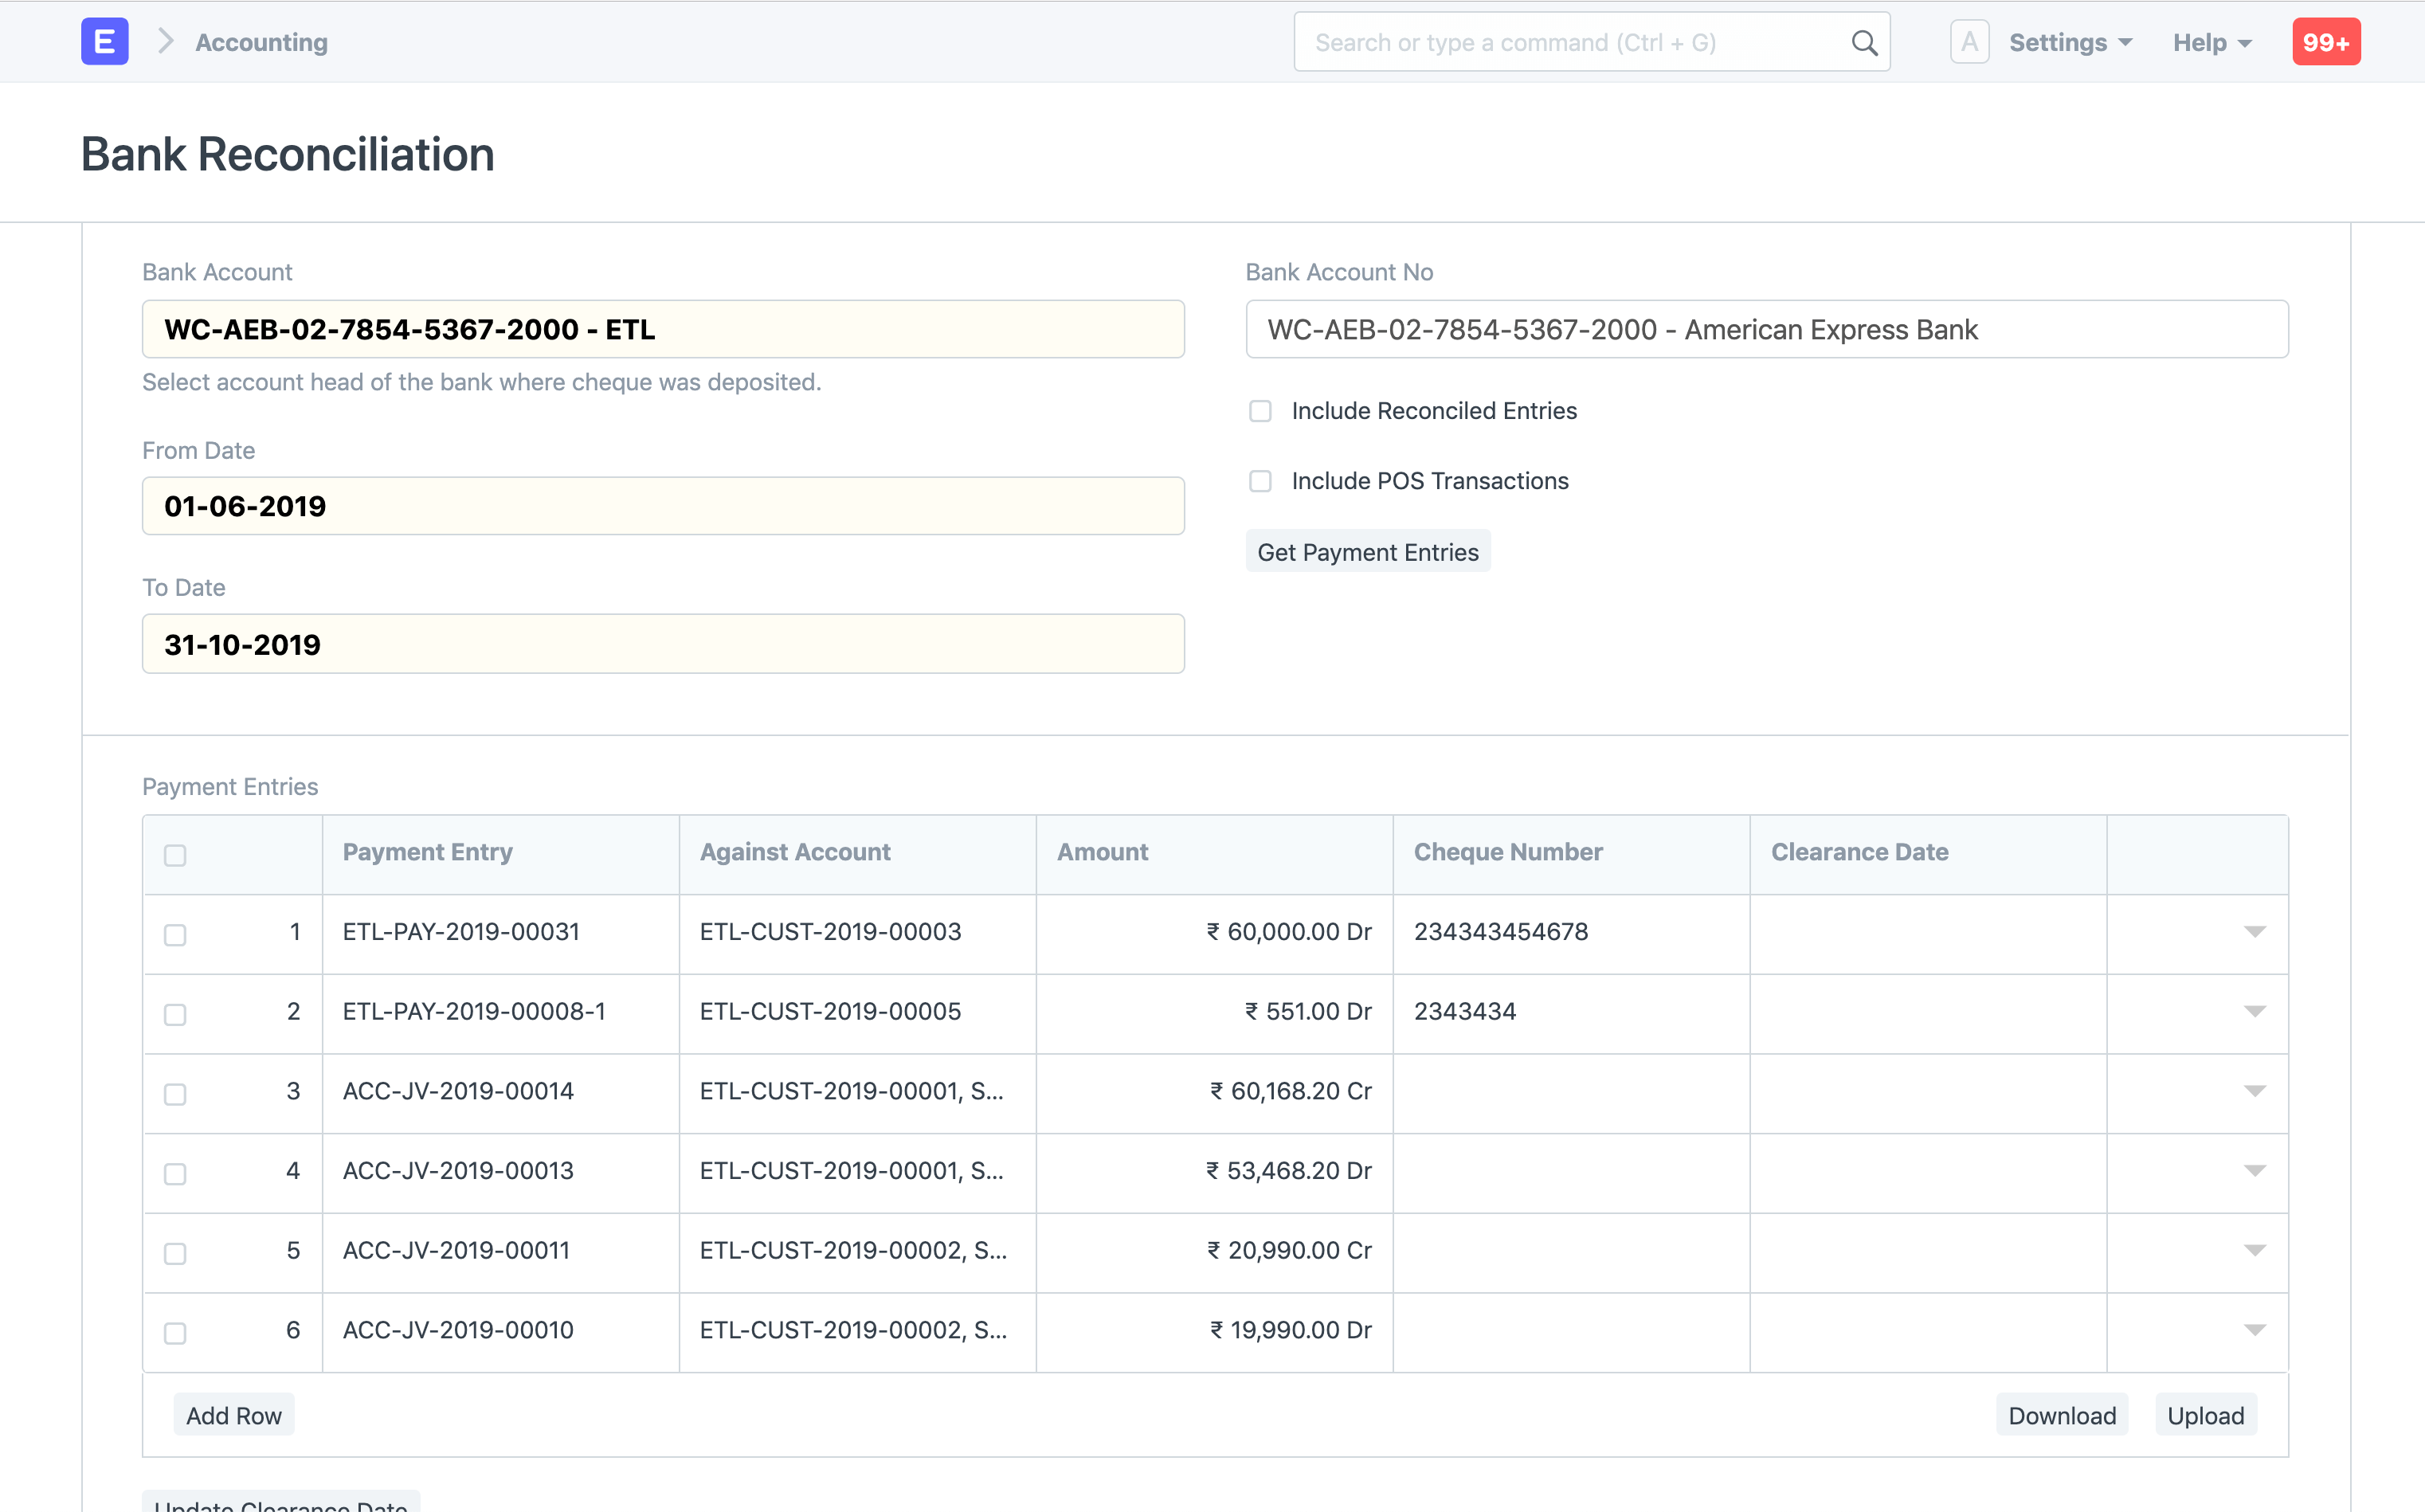 E > Accounting Search or type a command (Ctrl + G) A Settings Help 99+
Bank Reconciliation
Bank Account Bank Account No
WC-AEB-02-7854-5367-2000 - ETL WC-AEB-02-7854-5367-2000 - American Express Bank
Select account head of the bank where cheque was deposited.
Include Reconciled Entries
From Date
Include POS Transactions
01-06-2019
Get Payment Entries
To Date
31-10-2019
Payment Entries
Payment Entry Against Account Amount Cheque Number Clearance Date
1 ETL-PAY-2019-00031 ETL-CUST-2019-00003 ₹ 60,000.00 Dr 234343454678
2 ETL-PAY-2019-00008-1 ETL-CUST-2019-00005 ₹ 551.00 Dr 2343434
3 ACC-JV-2019-00014 ETL-CUST-2019-00001, S... ₹ 60,168.20 Cr
4 ACC-JV-2019-00013 ETL-CUST-2019-00001, S... ₹ 53,468.20 Dr
5 ACC-JV-2019-00011 ETL-CUST-2019-00002, S... ₹ 20,990.00 Cr
6 ACC-JV-2019-00010 ETL-CUST-2019-00002, S... ₹ 19,990.00 Dr
Add Row Download Upload
Update Clearance Date